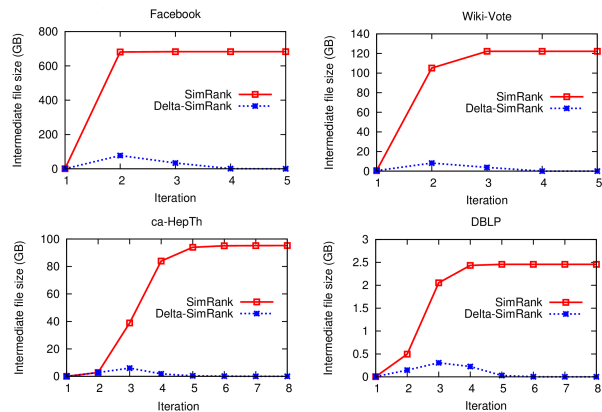 Facebook
Intermediate file size (GB)
800
600
400
200
0
SimRank
Delta-SimRank
1 2 3 4 5
Iteration
Wiki-Vote
Intermediate file size (GB)
140
120
100
80
60
40
20
0
SimRank
Delta-SimRank
1 2 3 4 5
Iteration
ca-HepTh
Intermediate file size (GB)
100
80
60
40
20
0
SimRank
Delta-SimRank
1 2 3 4 5 6 7 8
Iteration
DBLP
Intermediate file size (GB)
3
2.5
2
1.5
1
0.5
0
SimRank
Delta-SimRank
1 2 3 4 5 6 7 8
Iteration